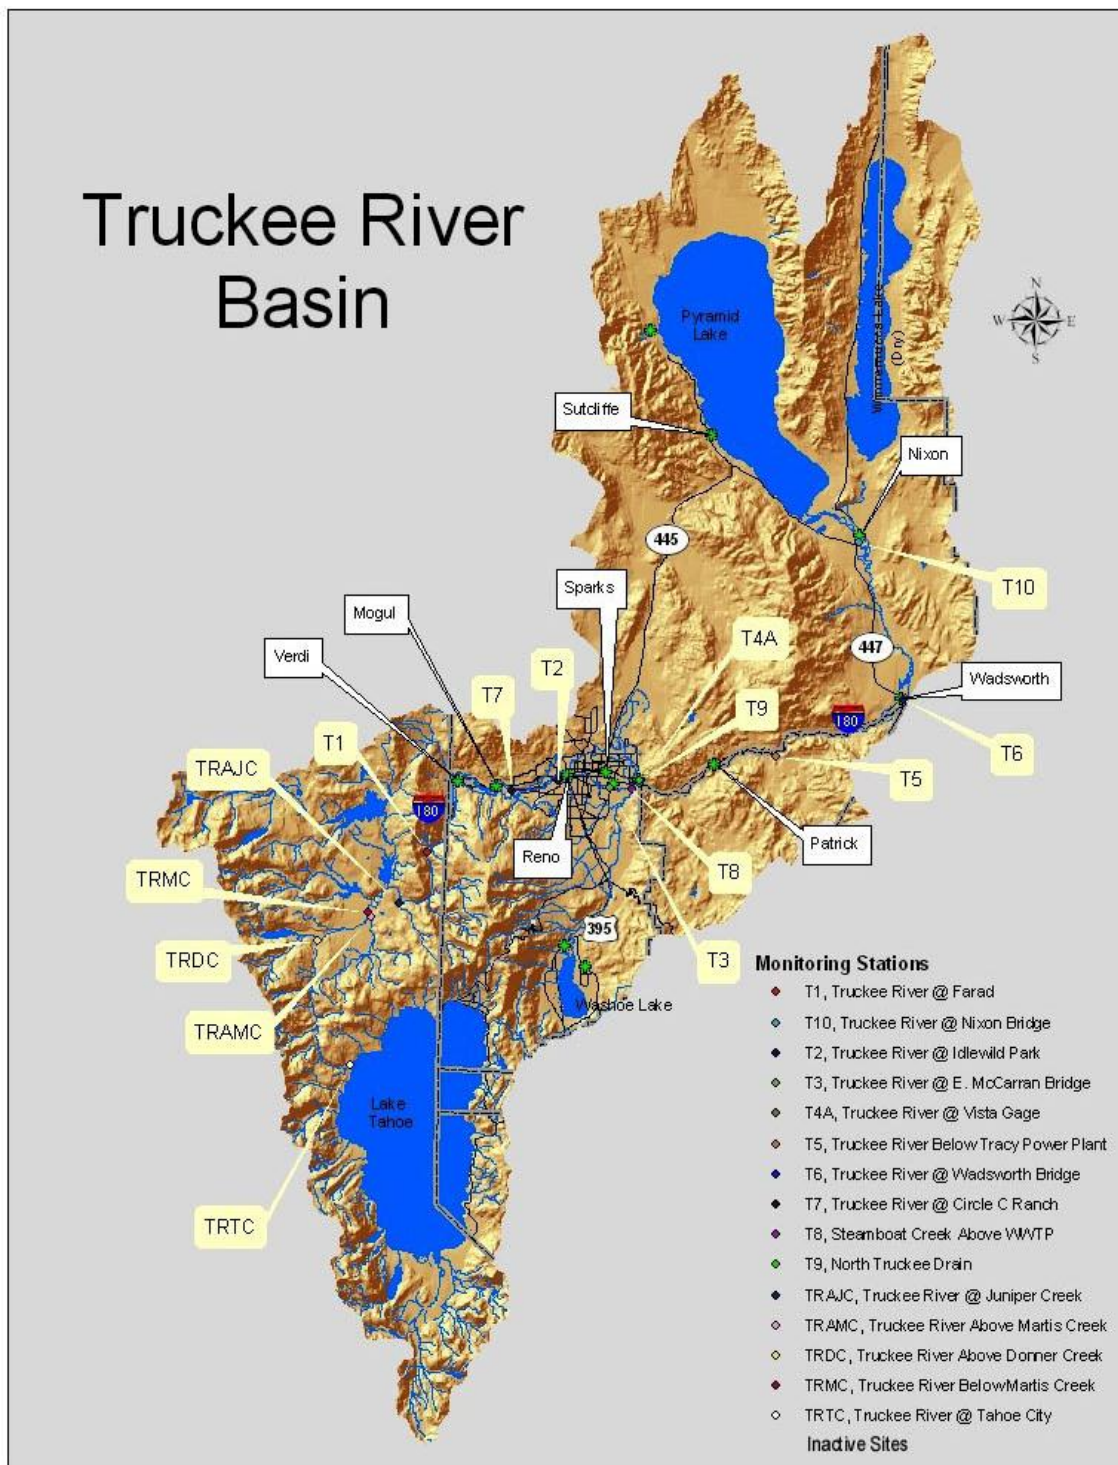 Truckee River
Basin
N
W
E
S
Pyramid
Lake
Winnemucca Lake
(Dry)
Sutcliffe
Nixon
445
T10
Sparks
Mogul
T4A
Verdi
T2
447
Wadsworth
T7
T9
T1
I80
T6
TRAJC
T5
I80
Reno
Patrick
T8
TRMC
395
TRDC
T3
Washoe Lake
TRAMC
Lake
Tahoe
TRTC
Monitoring Stations
T1, Truckee River @ Farad
T10, Truckee River @ Nixon Bridge
T2, Truckee River @ Idlewild Park
T3, Truckee River @ E. McCarran Bridge
T4A, Truckee River @ Vista Gage
T5, Truckee River Below Tracy Power Plant
T6, Truckee River @ Wadsworth Bridge
T7, Truckee River @ Circle C Ranch
T8, Steamboat Creek Above WWTP
T9, North Truckee Drain
TRAJC, Truckee River @ Juniper Creek
TRAMC, Truckee River Above Martis Creek
TRDC, Truckee River Above Donner Creek
TRMC, Truckee River Below Martis Creek
TRTC, Truckee River @ Tahoe City
Inactive Sites